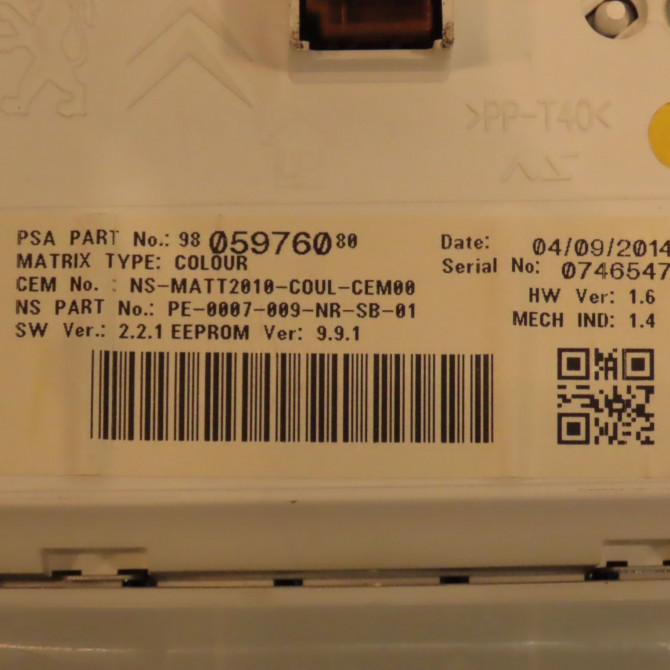 >PP-T40<
PSA PART No.: 98 059760 80
MATRIX TYPE: COLOUR
CEM No. : NS-MATT2010-COUL-CEM00
NS PART No.: PE-0007-009-NR-SB-01
SW Ver.: 2.2.1 EEPROM Ver: 9.9.1
Date: 04/09/2014
Serial No: 0746547
HW Ver: 1.6
MECH IND: 1.4